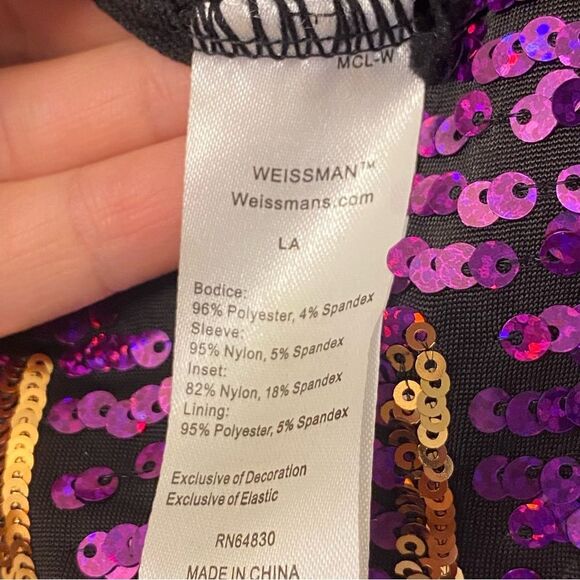 MCL-W
WEISSMAN™
Weissmans.com
LA
Bodice:
96% Polyester, 4% Spandex
Sleeve:
95% Nylon, 5% Spandex
Inset:
82% Nylon, 18% Spandex
Lining:
95% Polyester, 5% Spandex
Exclusive of Decoration
Exclusive of Elastic
RN64830
MADE IN CHINA